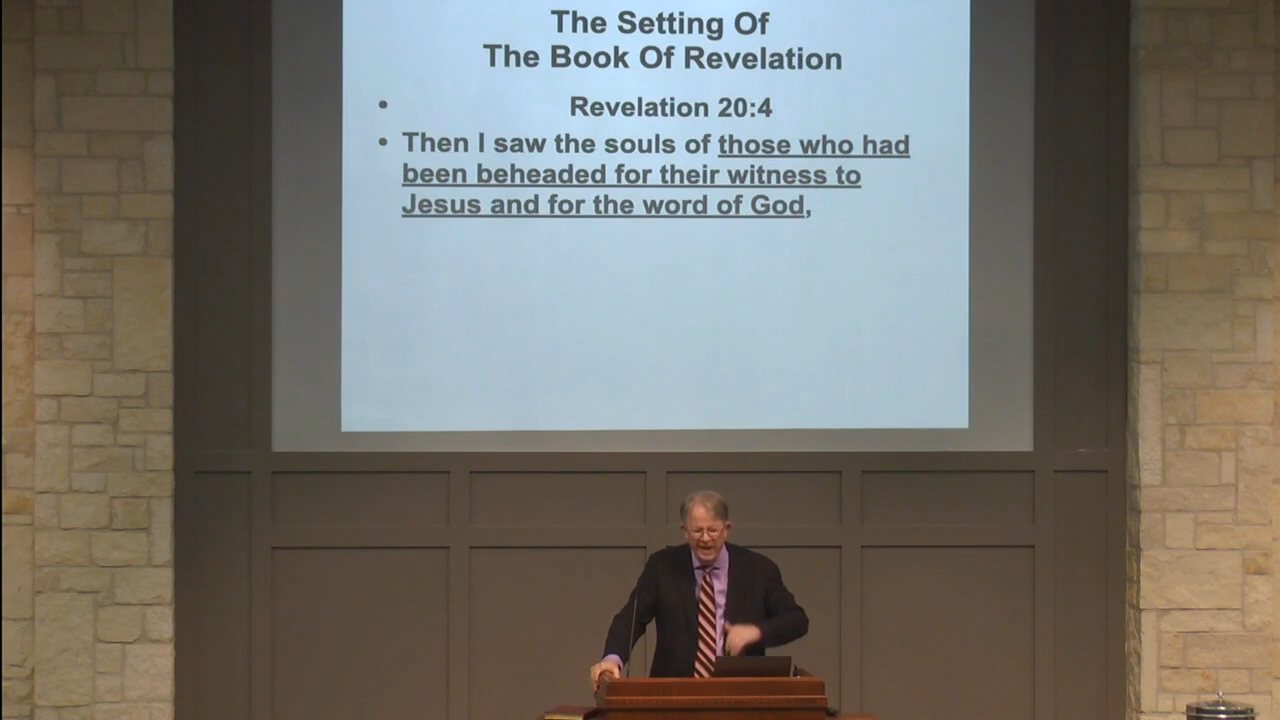 The Setting Of
The Book Of Revelation
• Revelation 20:4
• Then I saw the souls of those who had
been beheaded for their witness to
Jesus and for the word of God,